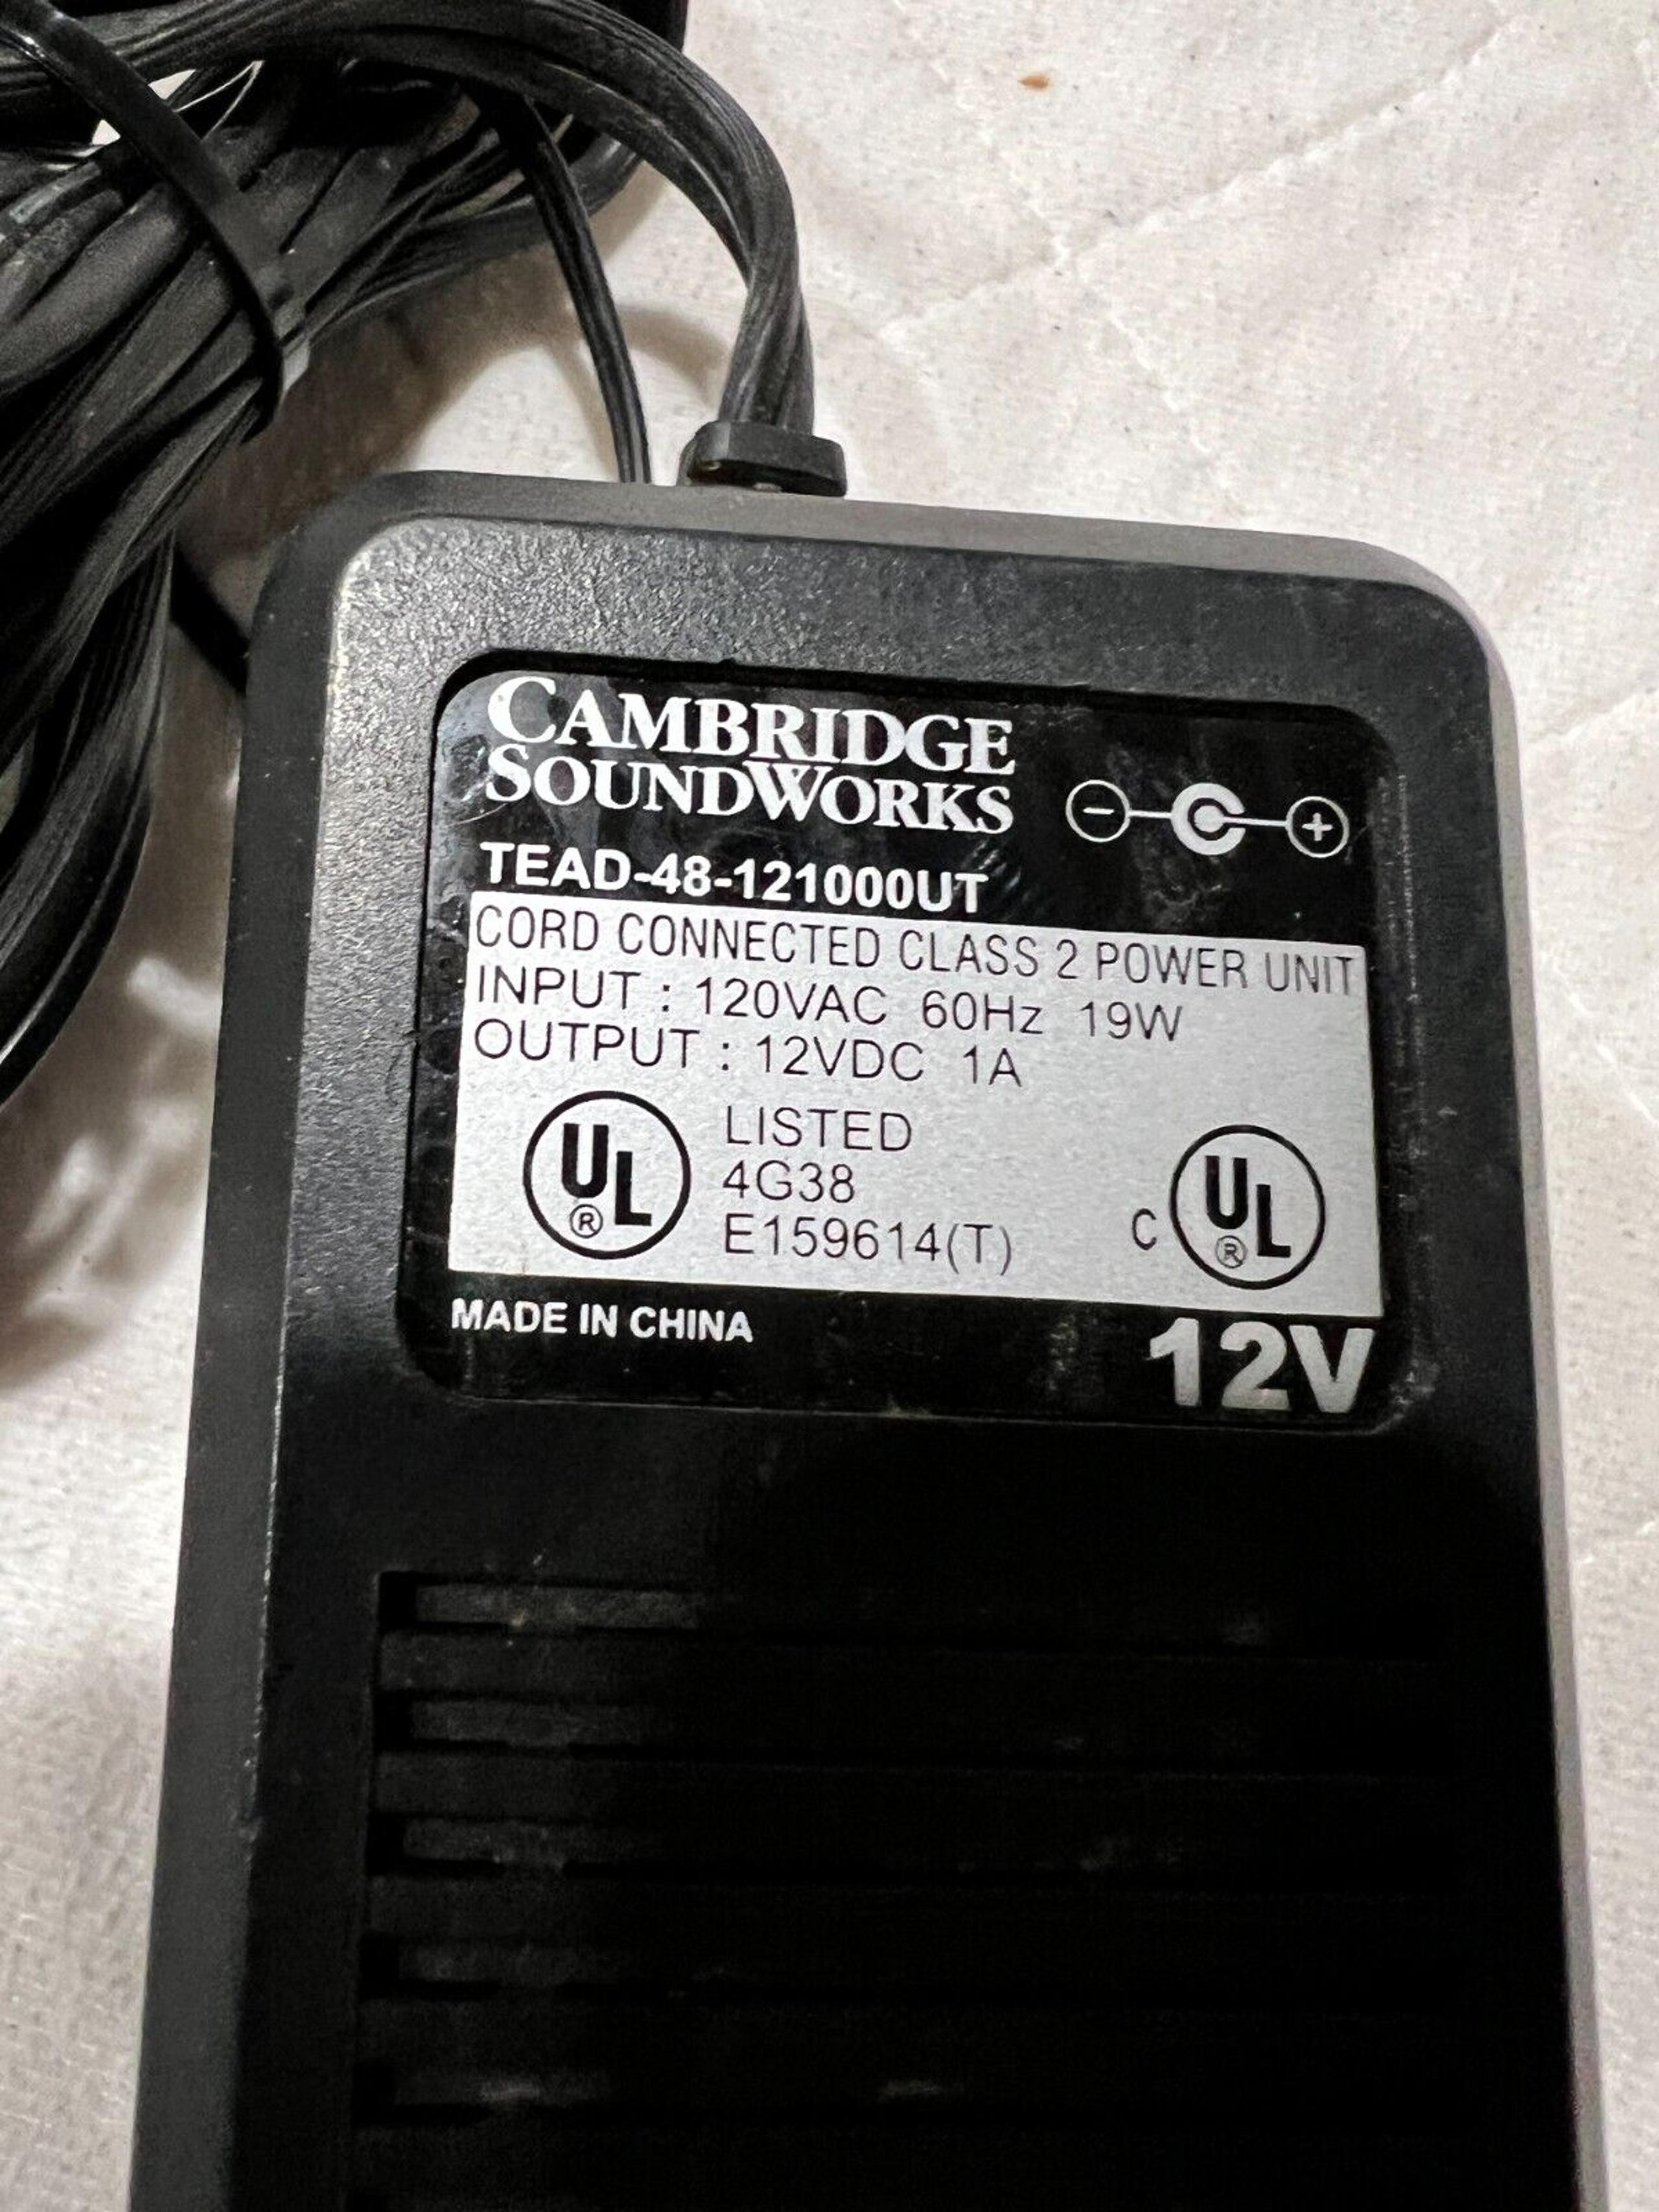 CAMBRIDGE
SOUNDWORKS
TEAD-48-121000UT
CORD CONNECTED CLASS 2 POWER UNIT
INPUT : 120VAC 60Hz 19W
OUTPUT : 12VDC 1A
UL ®
LISTED
4G38
E159614(T)
C UL ®
MADE IN CHINA
12V